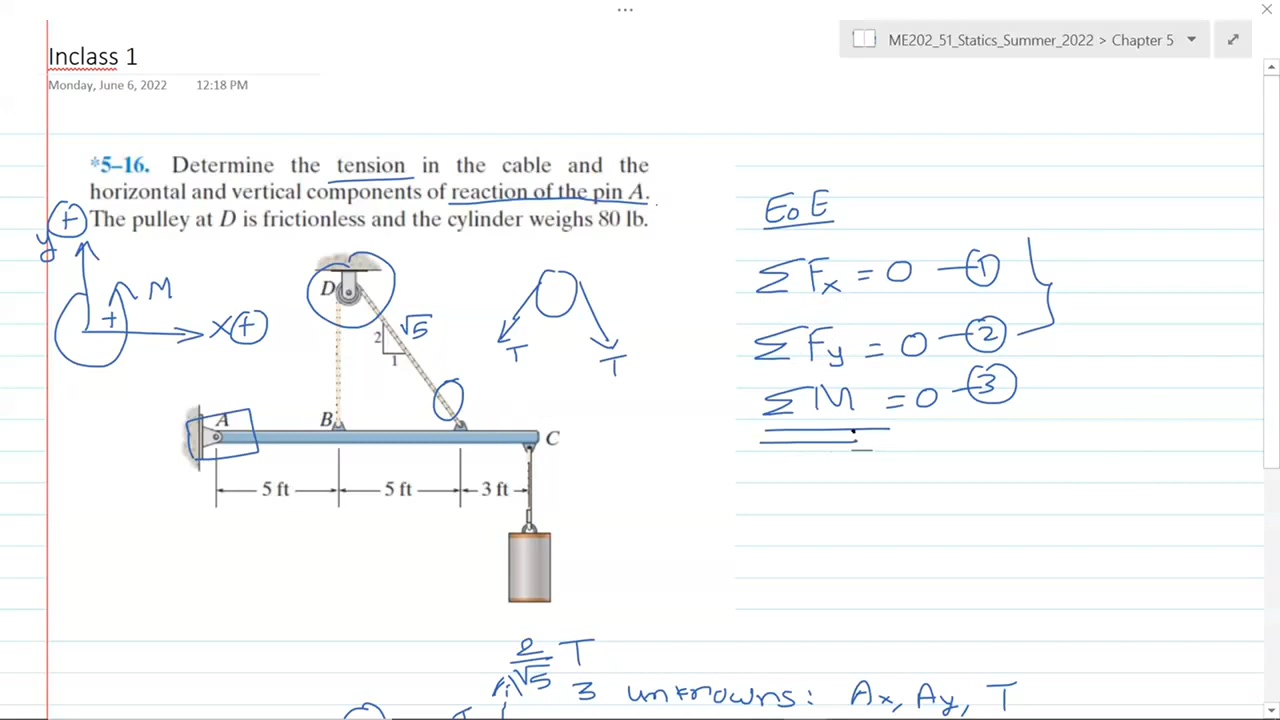 Inclass 1
Monday, June 6, 2022 12:18 PM
ME202_51_Statics_Summer_2022 > Chapter 5
*5–16. Determine the tension in the cable and the
horizontal and vertical components of reaction of the pin A.
The pulley at D is frictionless and the cylinder weighs 80 lb.
EoE
ΣFx = 0 — ①
ΣFy = 0 — ②
ΣM = 0 — ③
y +
M
+
X +
D
2
1
√5
T
T
A
B
C
5 ft
5 ft
3 ft
2/√5 T
3 unknowns: Ax, Ay, T